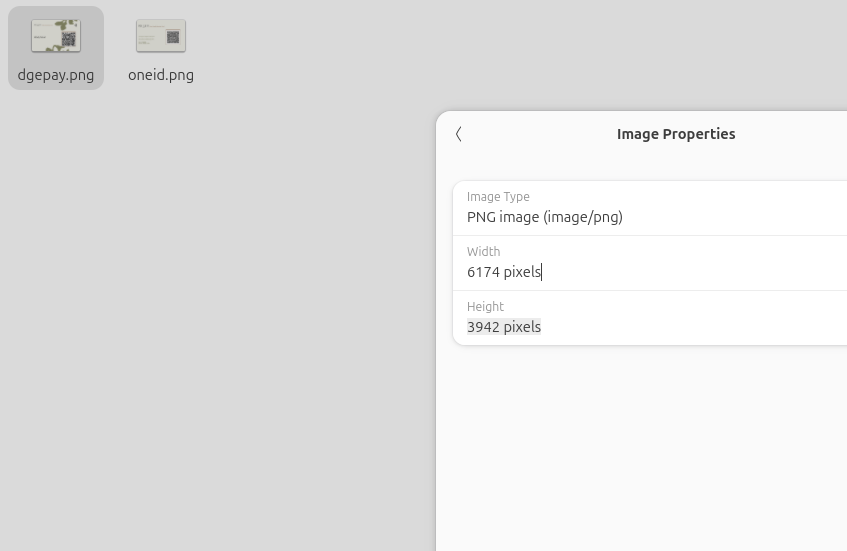 dgepay.png
oneid.png
Image Properties
Image Type
PNG image (image/png)
Width
6174 pixels
Height
3942 pixels